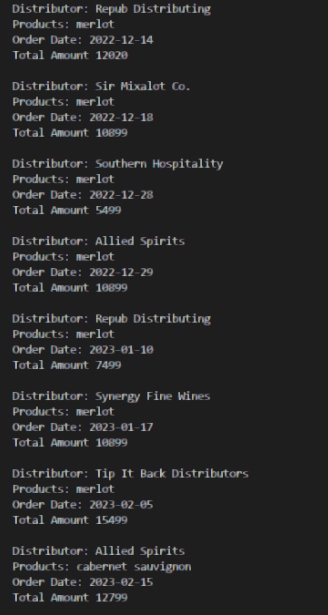 Distributor: Repub Distributing
Products: merlot
Order Date: 2022-12-14
Total Amount 12020
Distributor: Sir Mixalot Co.
Products: merlot
Order Date: 2022-12-18
Total Amount 10899
Distributor: Southern Hospitality
Products: merlot
Order Date: 2022-12-28
Total Amount 5499
Distributor: Allied Spirits
Products: merlot
Order Date: 2022-12-29
Total Amount 10899
Distributor: Repub Distributing
Products: merlot
Order Date: 2023-01-10
Total Amount 7499
Distributor: Synergy Fine Wines
Products: merlot
Order Date: 2023-01-17
Total Amount 10899
Distributor: Tip It Back Distributors
Products: merlot
Order Date: 2023-02-05
Total Amount 15499
Distributor: Allied Spirits
Products: cabernet sauvignon
Order Date: 2023-02-15
Total Amount 12799